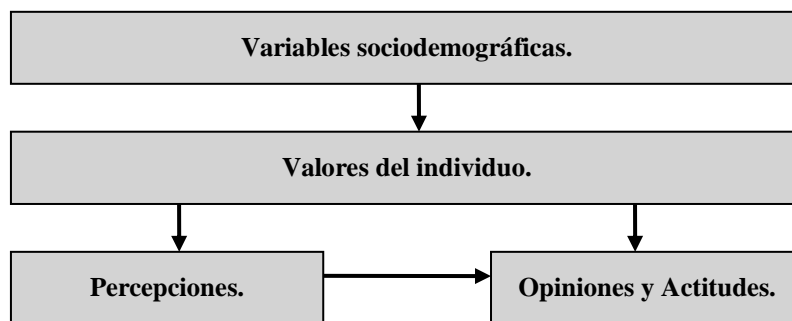 Variables sociodemográficas.
Valores del individuo.
Percepciones.
Opiniones y Actitudes.